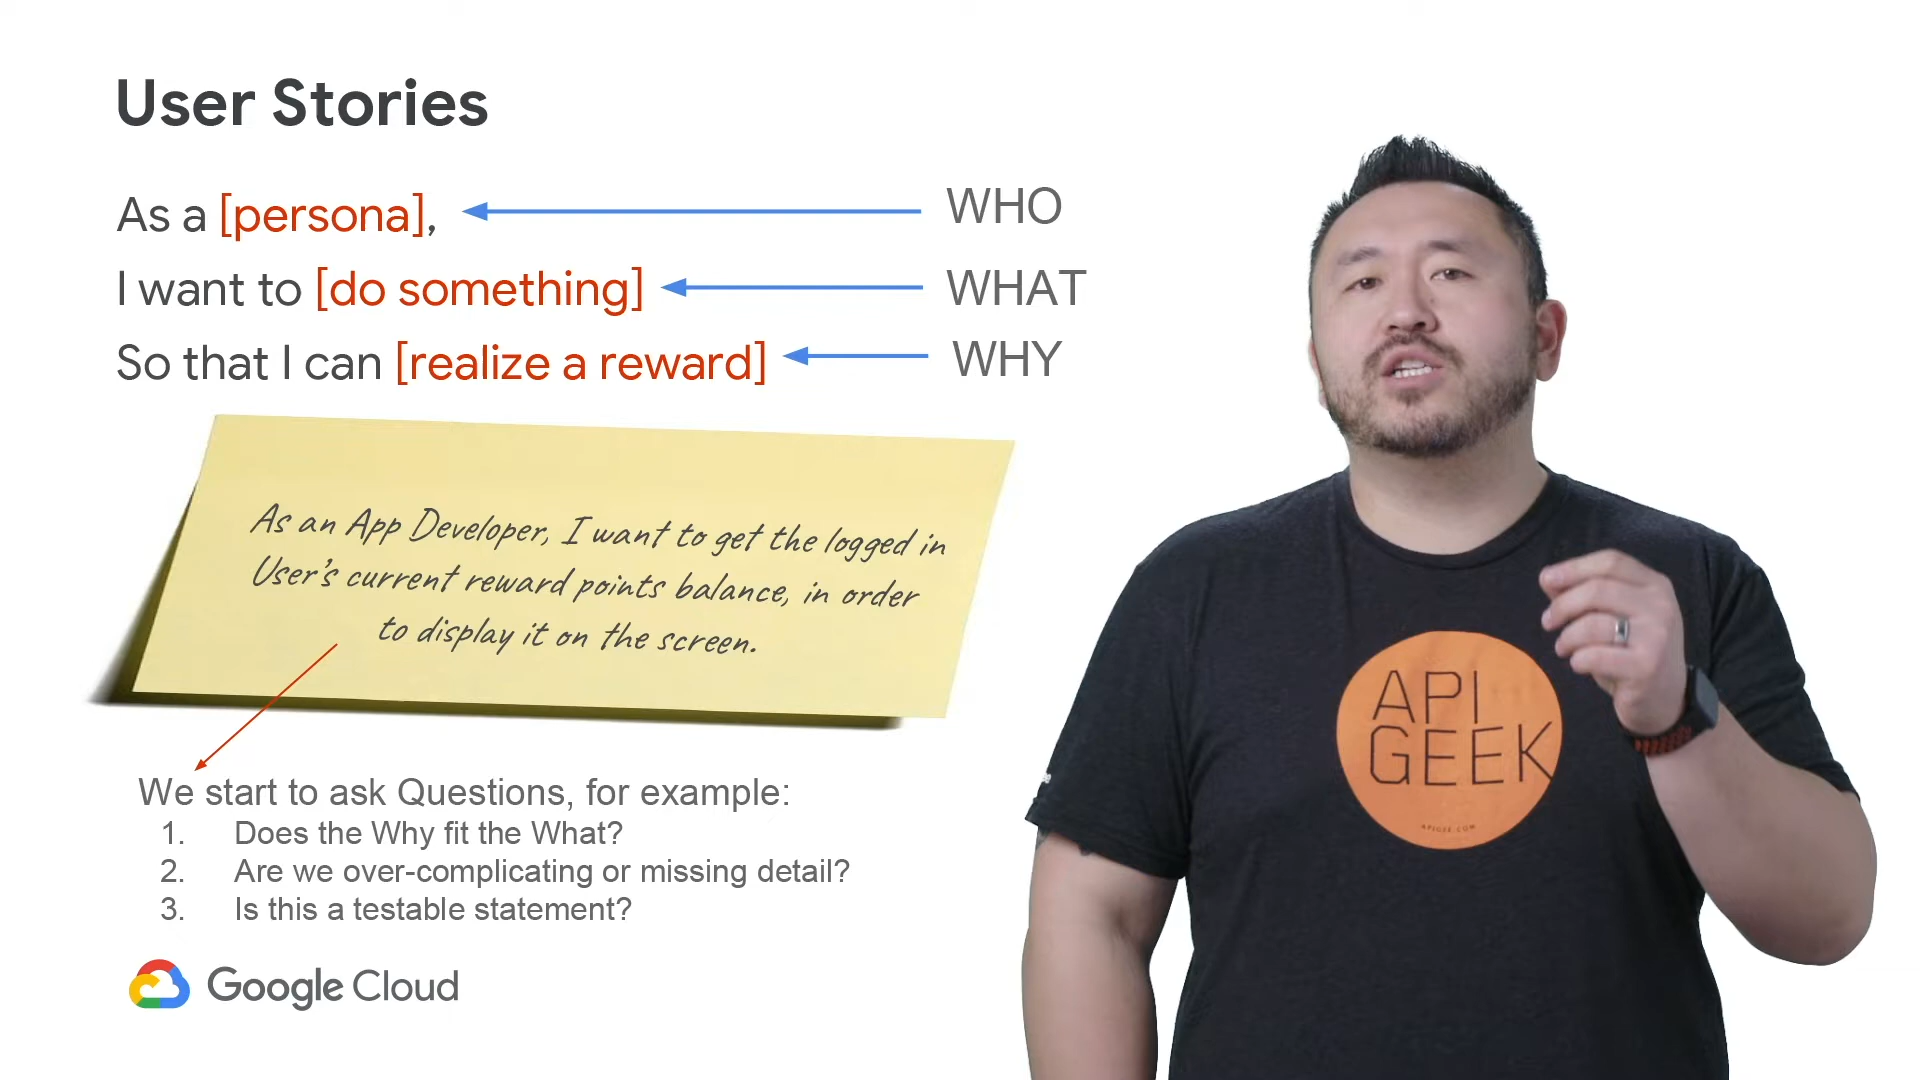 User Stories
As a [persona],
WHO
I want to [do something]
WHAT
So that I can [realize a reward]
WHY
As an App Developer, I want to get the logged in
User's current reward points balance, in order
to display it on the screen.
We start to ask Questions, for example:
1. Does the Why fit the What?
2. Are we over-complicating or missing detail?
3. Is this a testable statement?
Google Cloud
API
GEEK
APIGEE.COM